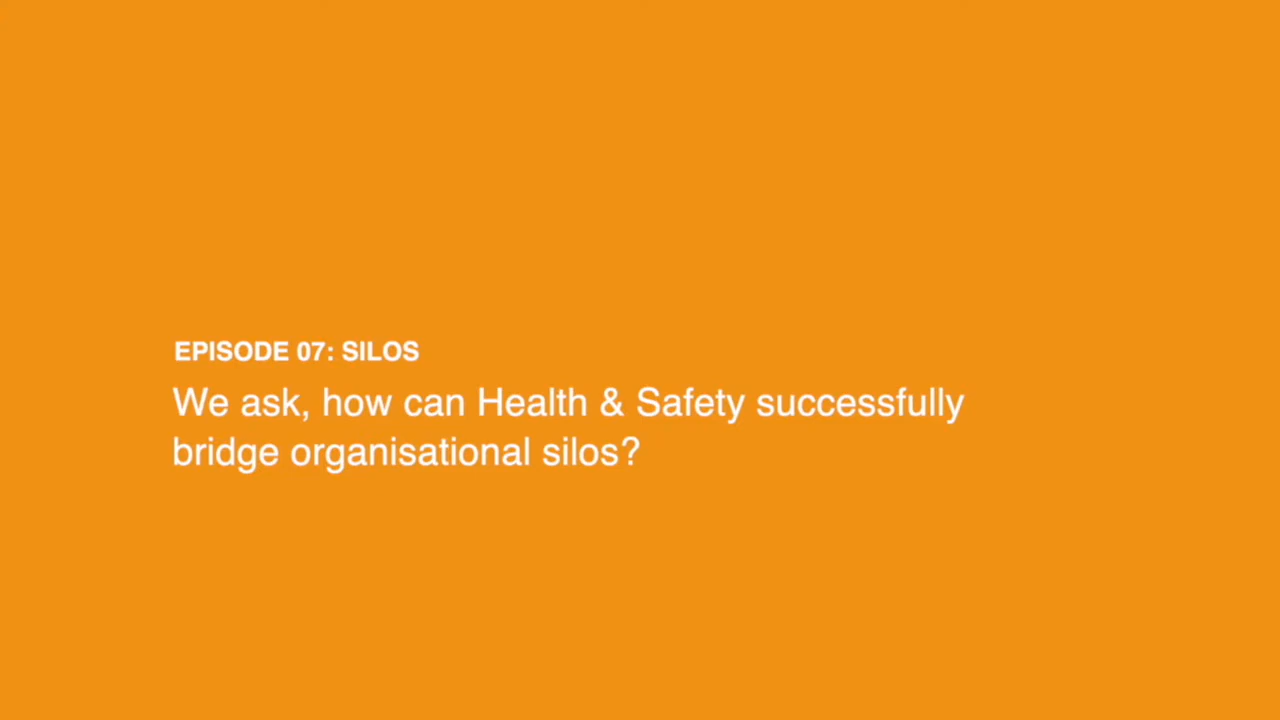 EPISODE 07: SILOS
We ask, how can Health & Safety successfully
bridge organisational silos?